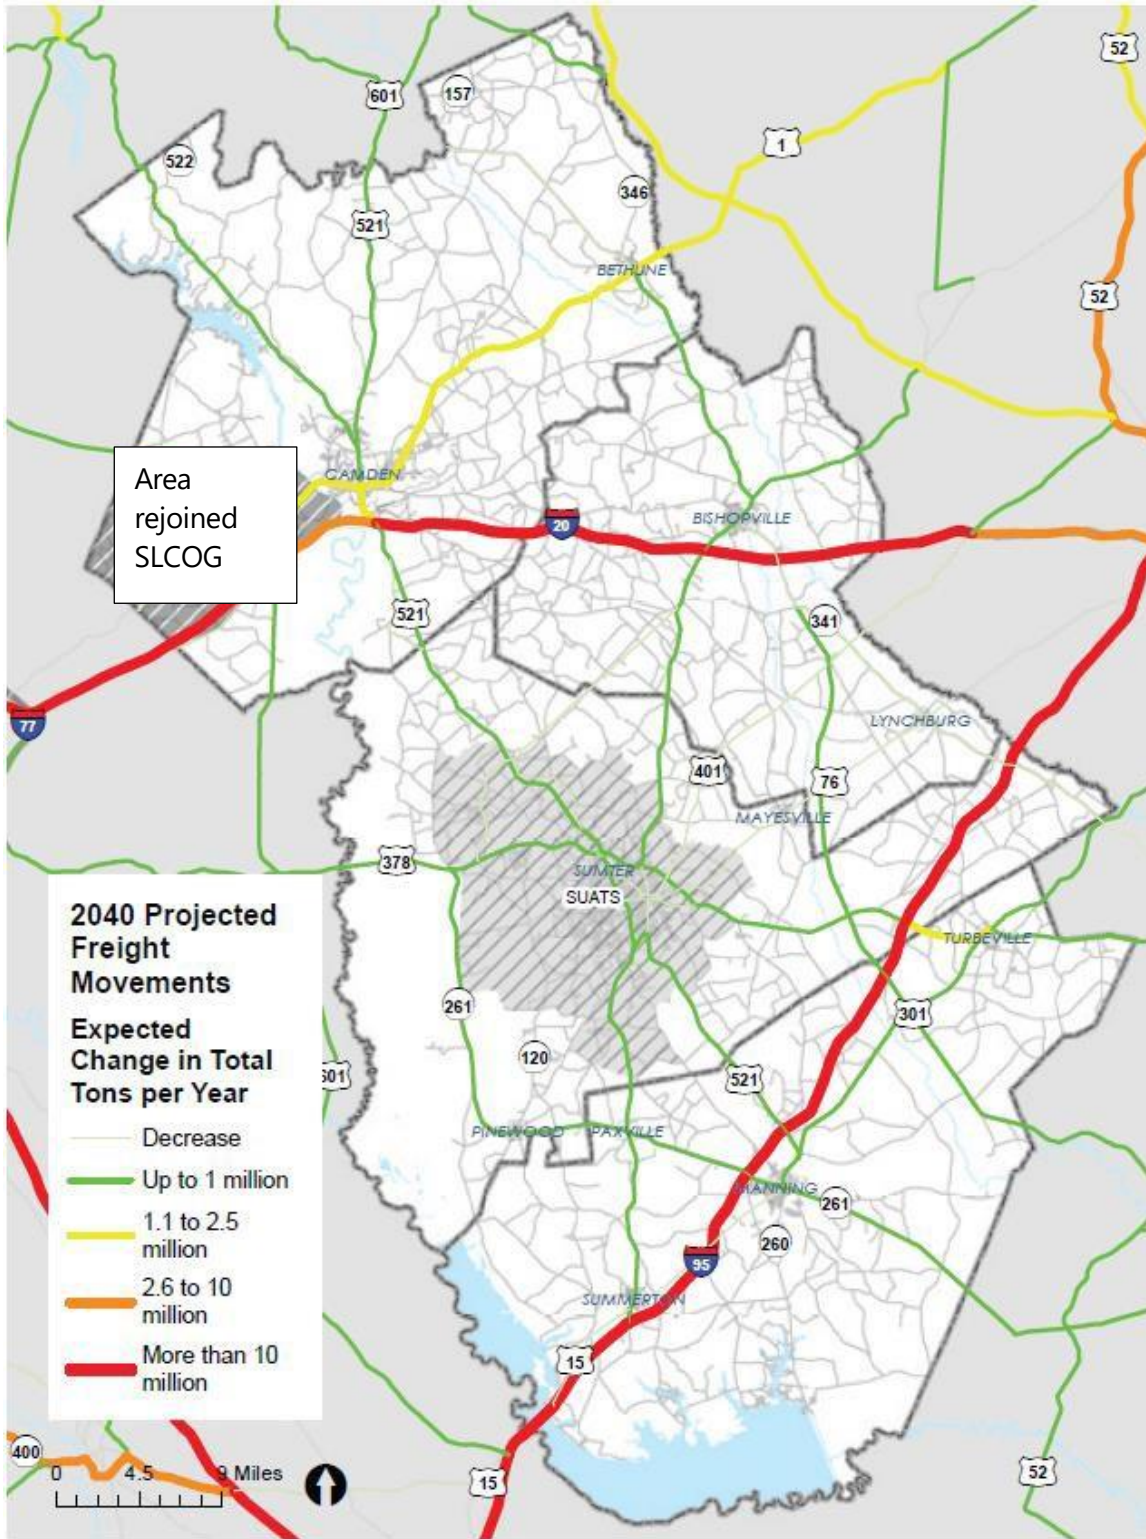 52
601
157
1
522
346
521
BETHUNE
52
Area
rejoined
SLCOG
CAMDEN
20
BISHOPVILLE
521
341
77
LYNCHBURG
401
76
MAYESVILLE
378
SUMTER
SUATS
TURBEVILLE
261
301
120
521
601
PINEWOOD
PAXVILLE
MANNING
261
260
95
SUMMERTON
15
15
52
400
2040 Projected
Freight
Movements
Expected
Change in Total
Tons per Year
Decrease
Up to 1 million
1.1 to 2.5
million
2.6 to 10
million
More than 10
million
0 4.5 9 Miles